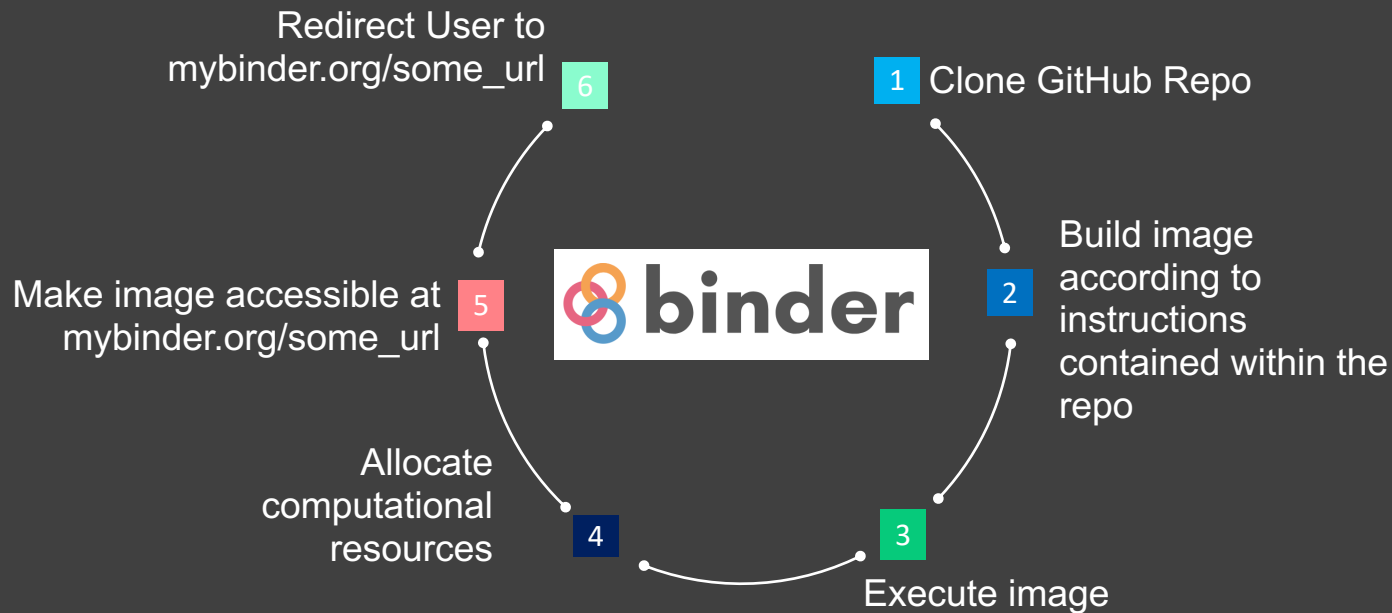 1
Clone GitHub Repo
2
Build image
according to
instructions
contained within the
repo
3
Execute image
4
Allocate
computational
resources
5
Make image accessible at
mybinder.org/some_url
6
Redirect User to
mybinder.org/some_url
binder